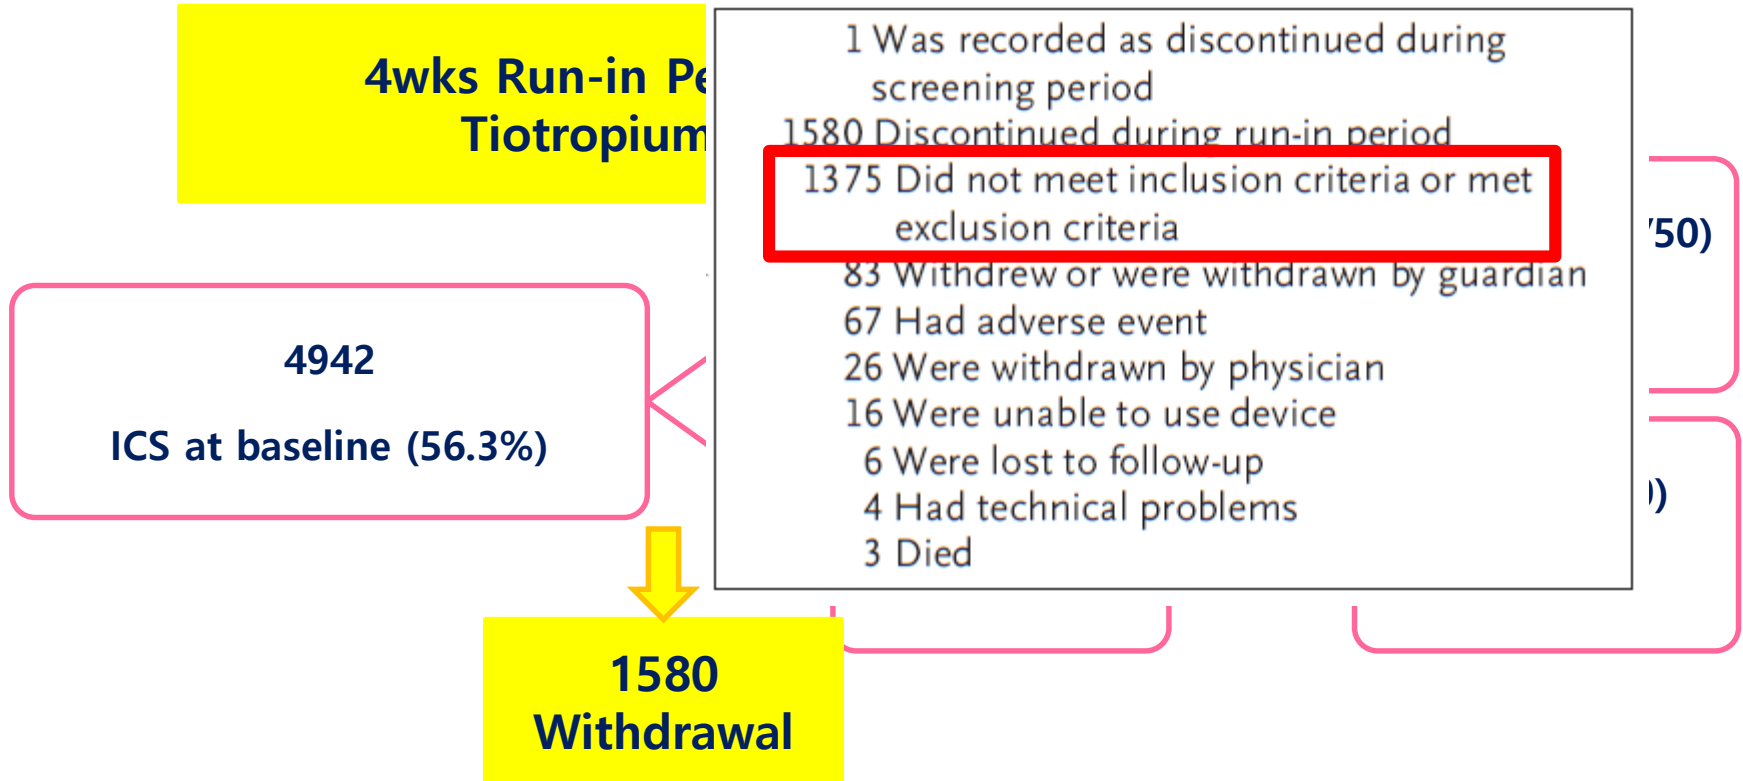 4wks Run-in
Tiotropium
1 Was recorded as discontinued during
screening period
1580 Discontinued during run-in period
1375 Did not meet inclusion criteria or met
exclusion criteria
83 Withdrew or were withdrawn by guardian
67 Had adverse event
26 Were withdrawn by physician
16 Were unable to use device
6 Were lost to follow-up
4 Had technical problems
3 Died
50)
)
4942
ICS at baseline (56.3%)
1580
Withdrawal